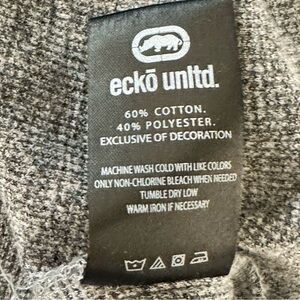 eckō unltd.
60% COTTON.
40% POLYESTER.
EXCLUSIVE OF DECORATION
MACHINE WASH COLD WITH LIKE COLORS
ONLY NON-CHLORINE BLEACH WHEN NEEDED
TUMBLE DRY LOW
WARM IRON IF NECESSARY